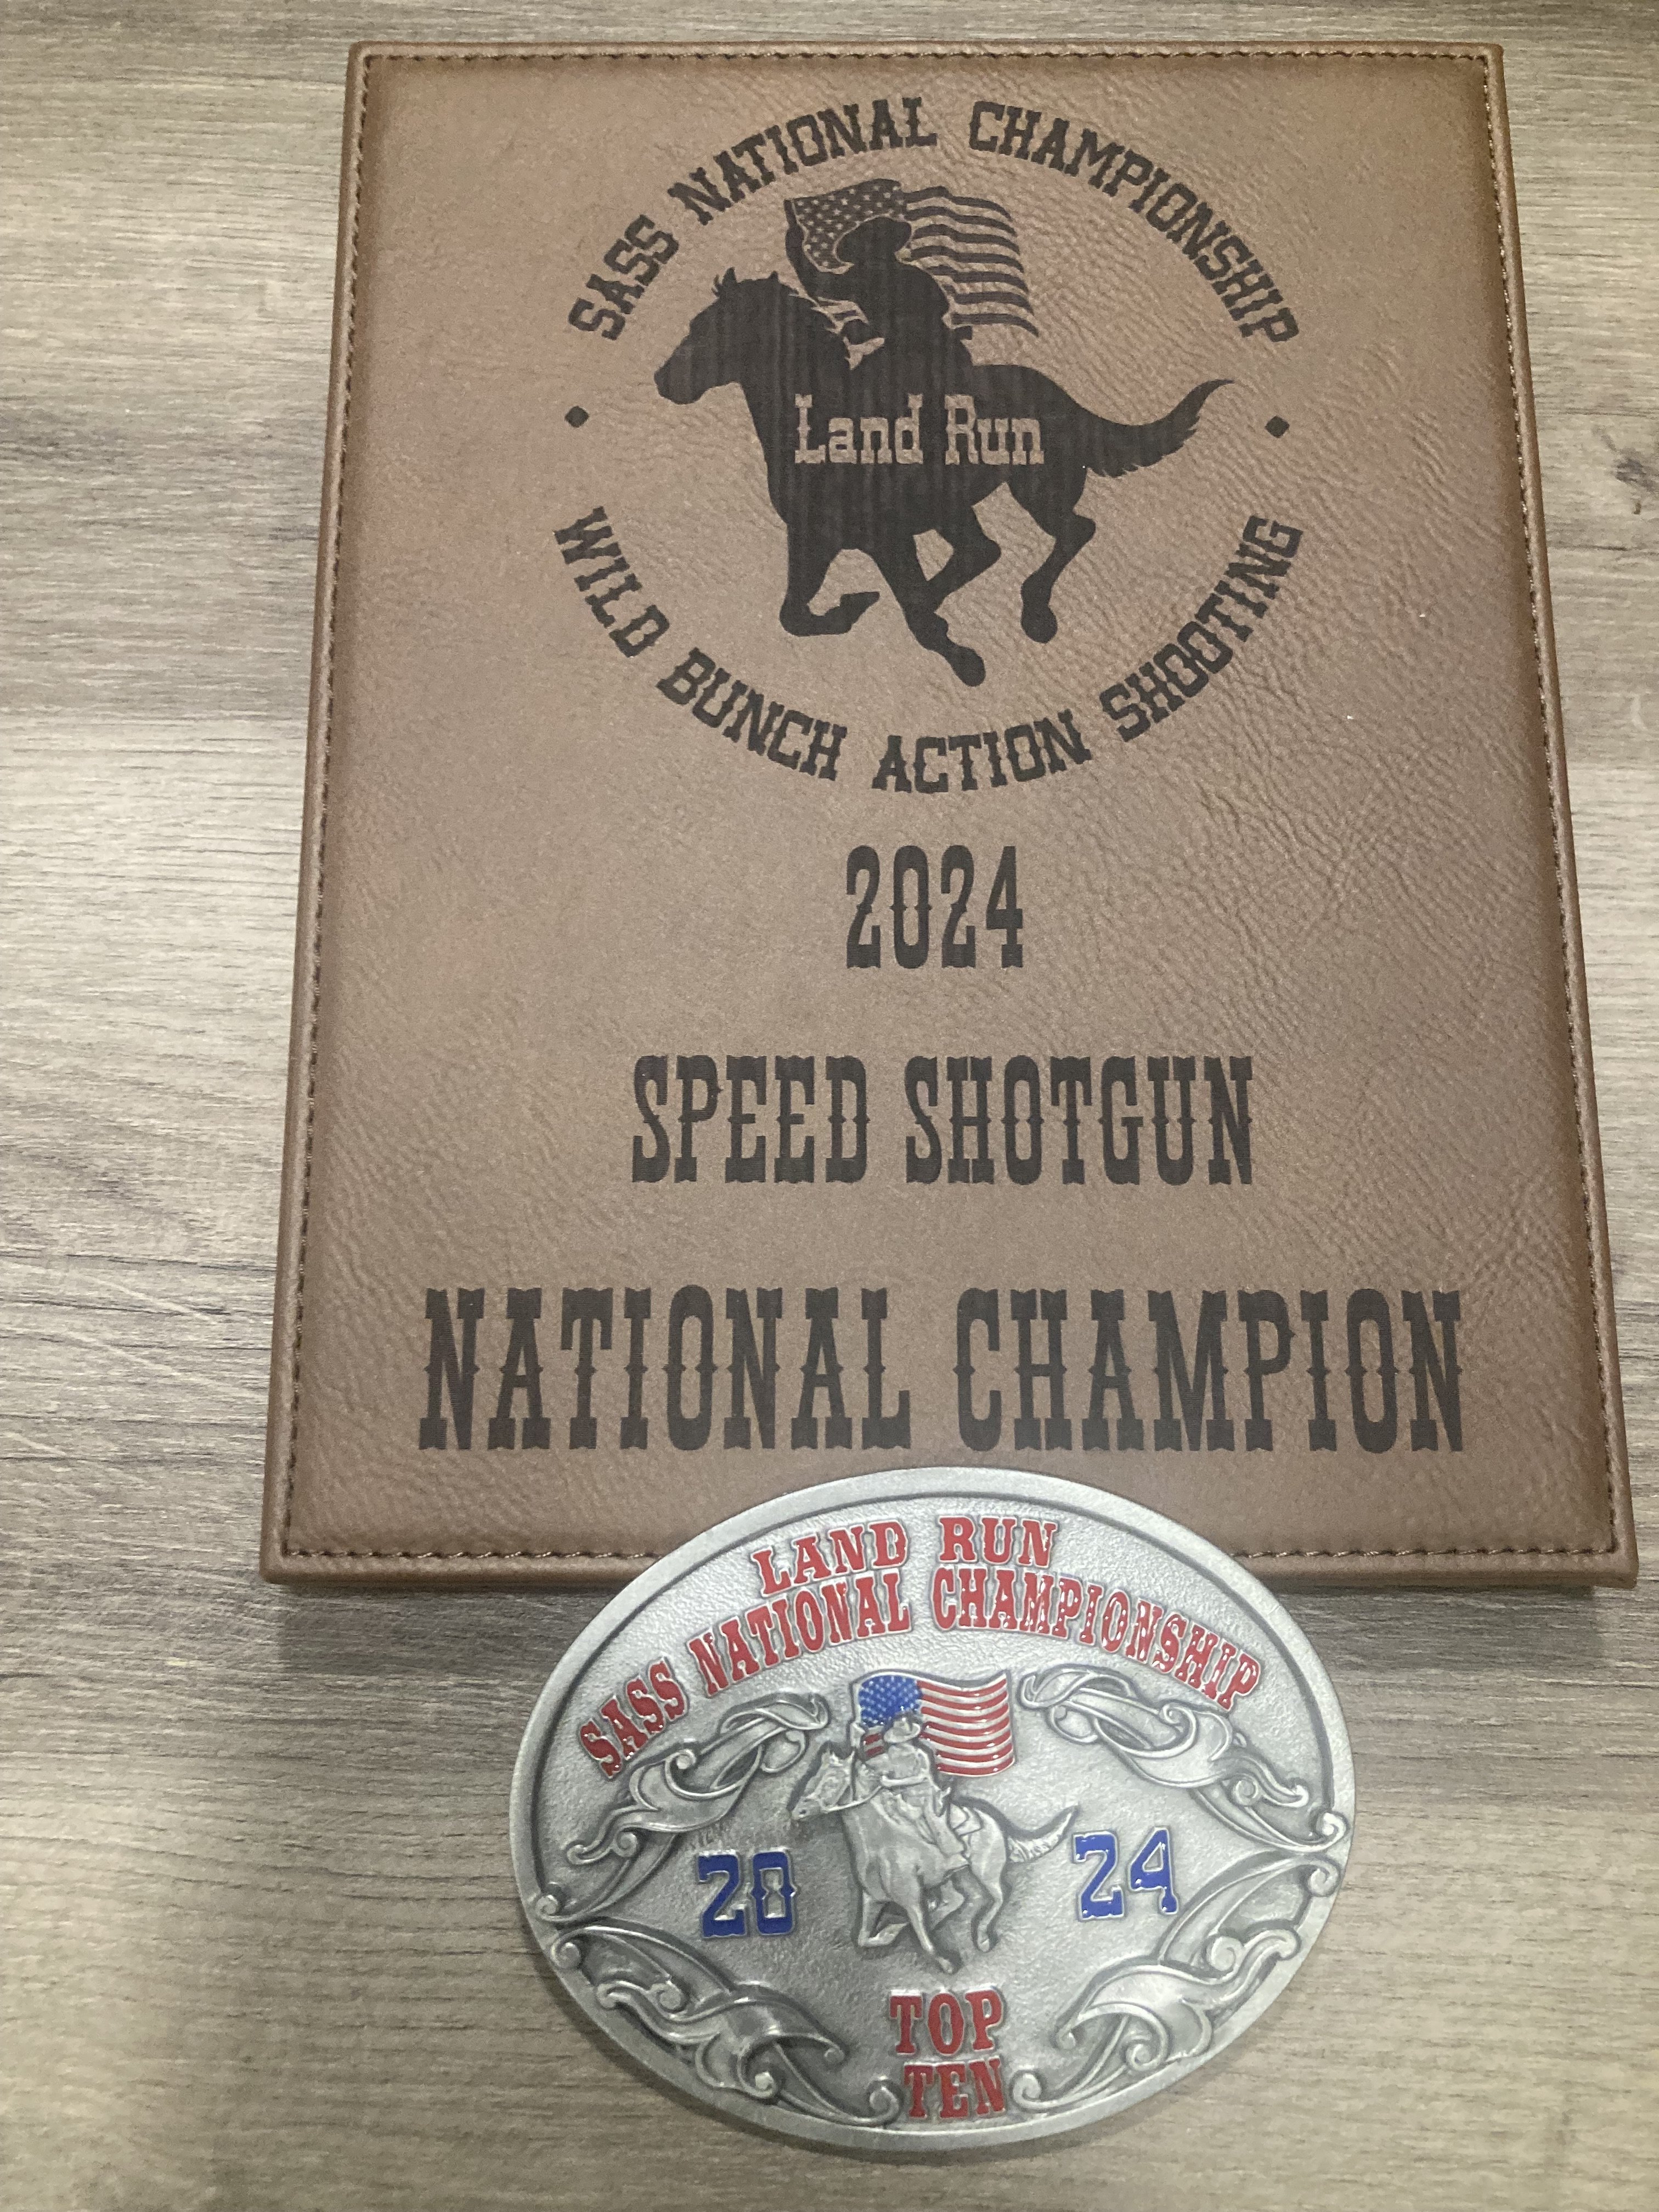 SASS NATIONAL CHAMPIONSHIP
Land Run
WILD BUNCH ACTION SHOOTING
2024
SPEED SHOTGUN
NATIONAL CHAMPION
LAND RUN
SASS NATIONAL CHAMPIONSHIP
20 24
TOP
TEN